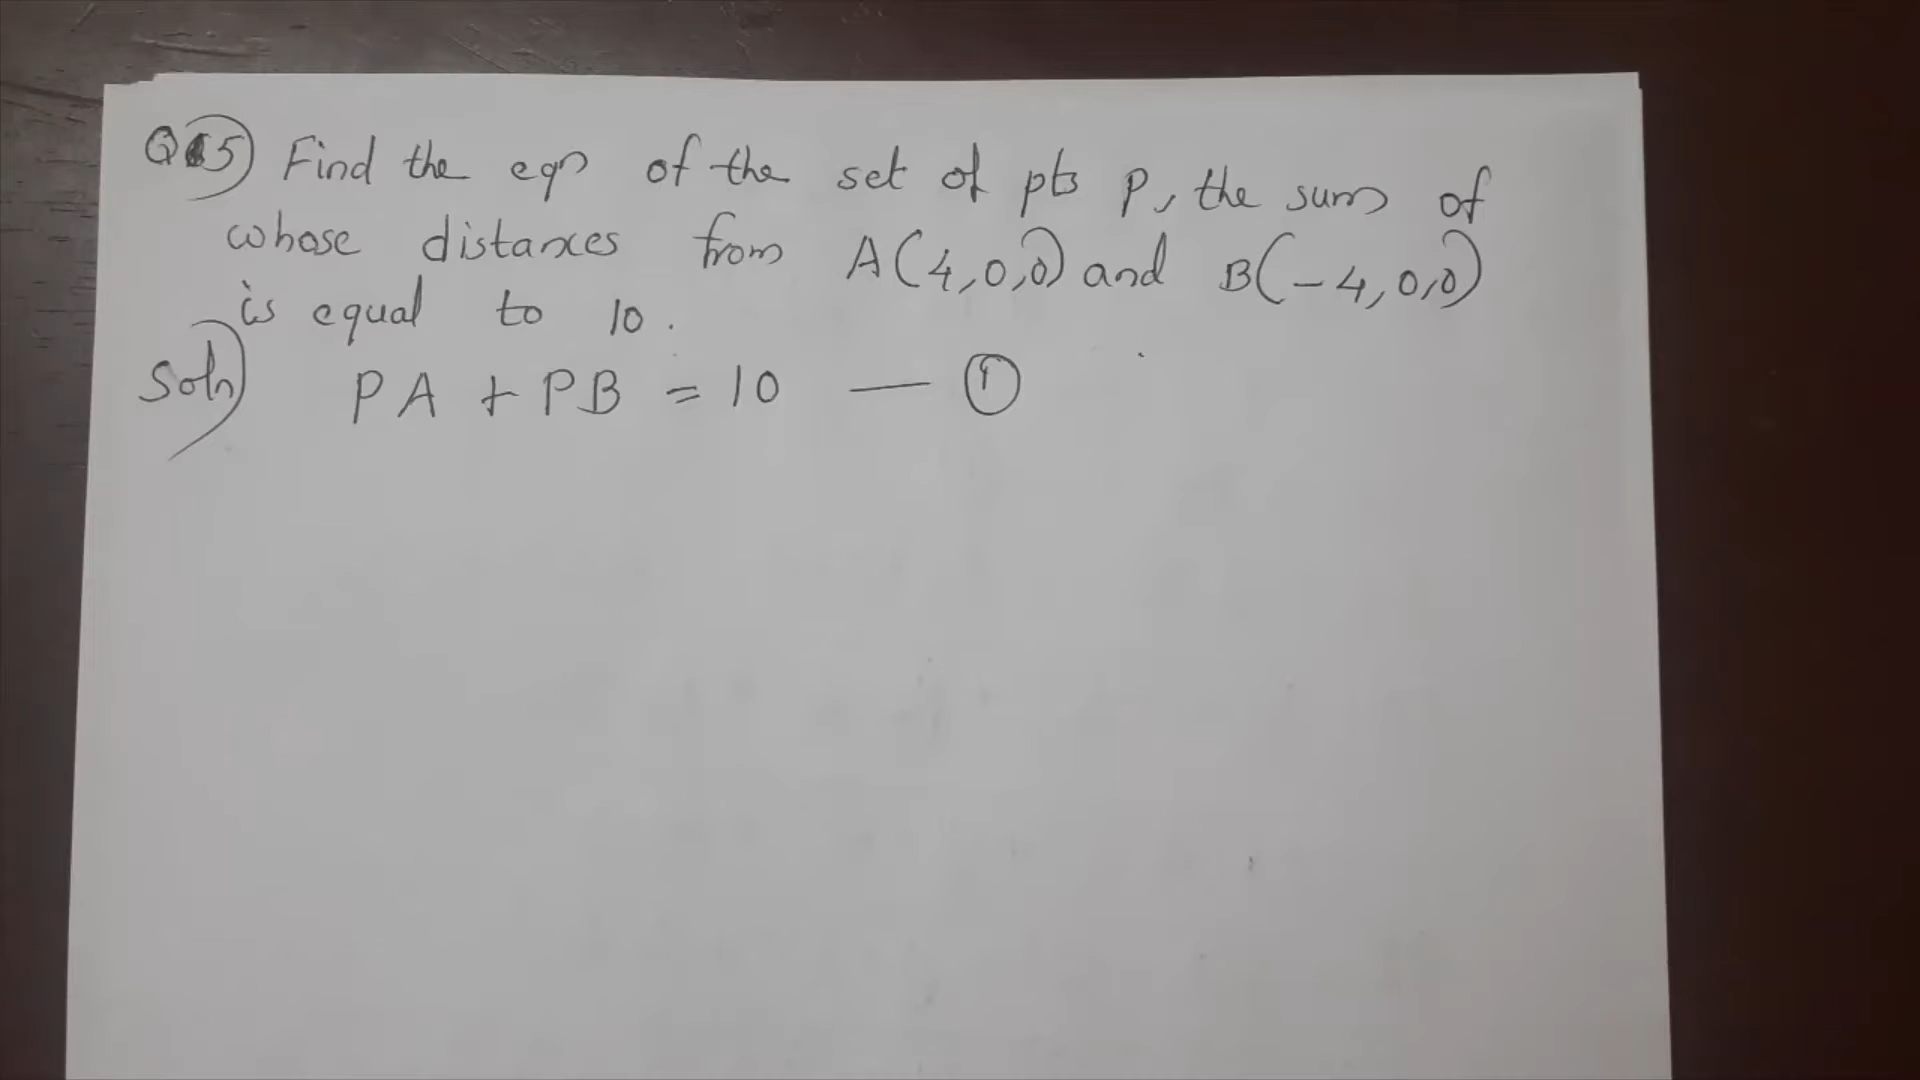 Q5) Find the eqn of the set of pts P, the sum of
whose distances from A(4,0,0) and B(-4,0,0)
is equal to 10.
Soln) PA + PB = 10 — ①